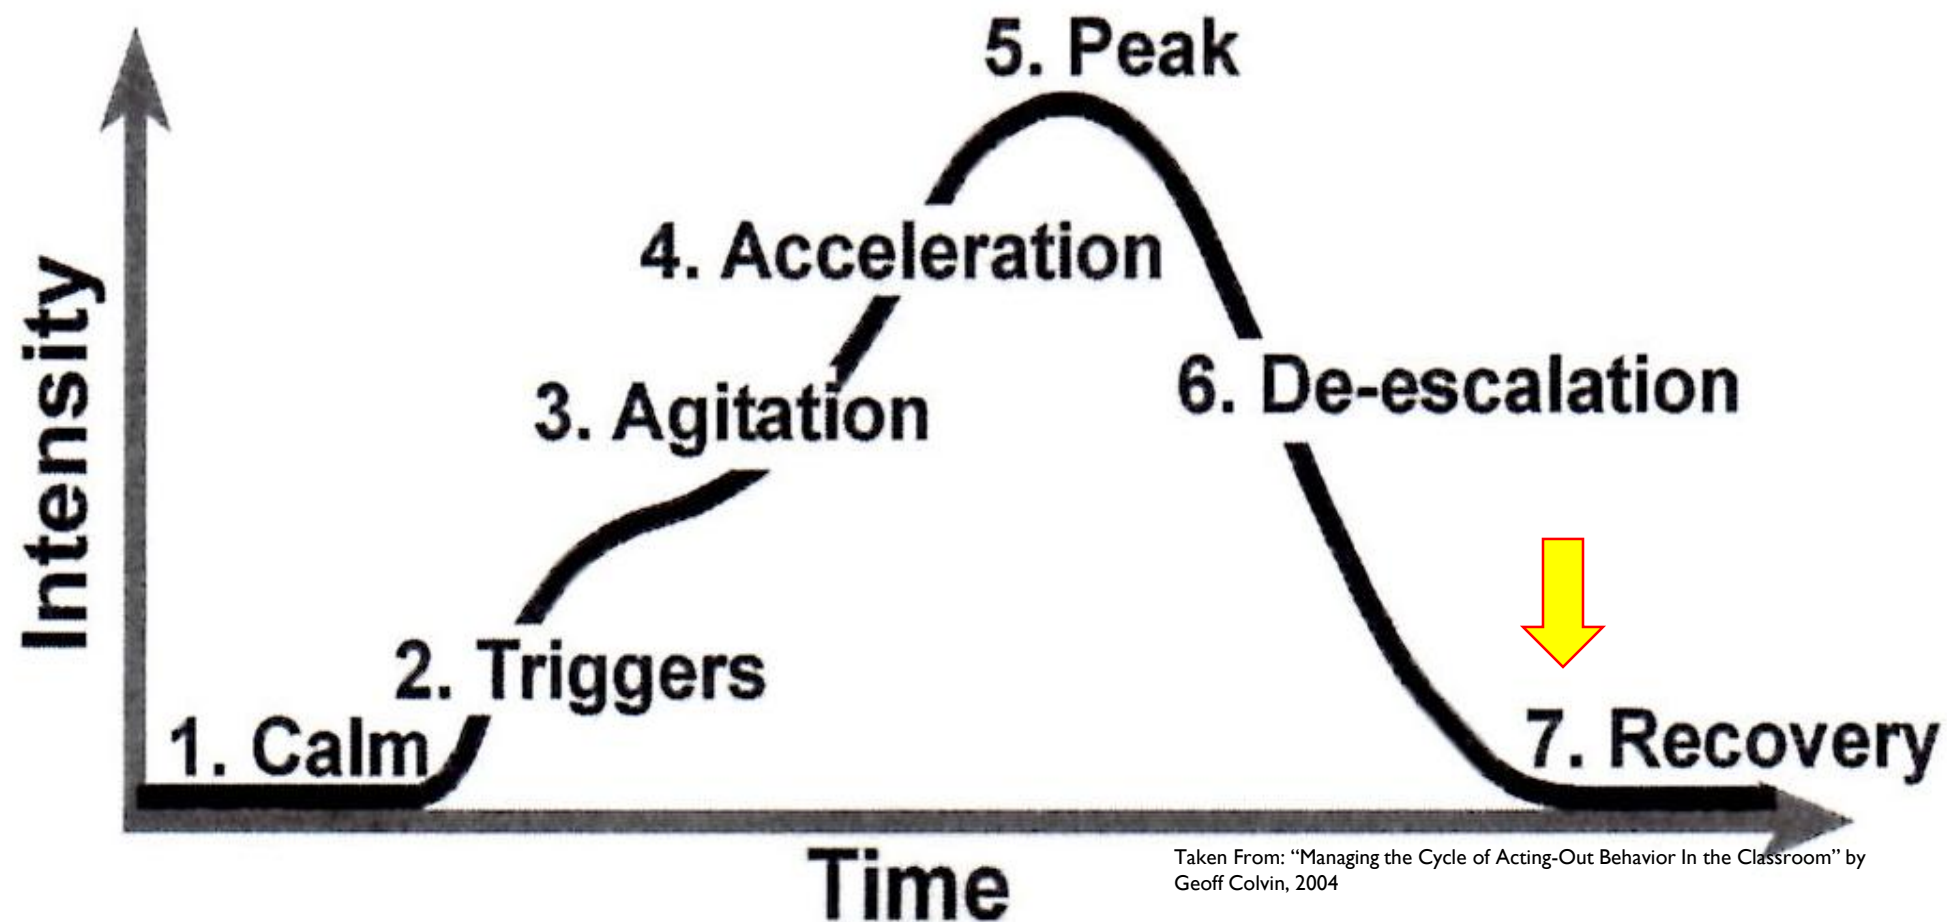 5. Peak
4. Acceleration
3. Agitation
6. De-escalation
2. Triggers
1. Calm
7. Recovery
Intensity
Time
Taken From: “Managing the Cycle of Acting-Out Behavior In the Classroom” by
Geoff Colvin, 2004